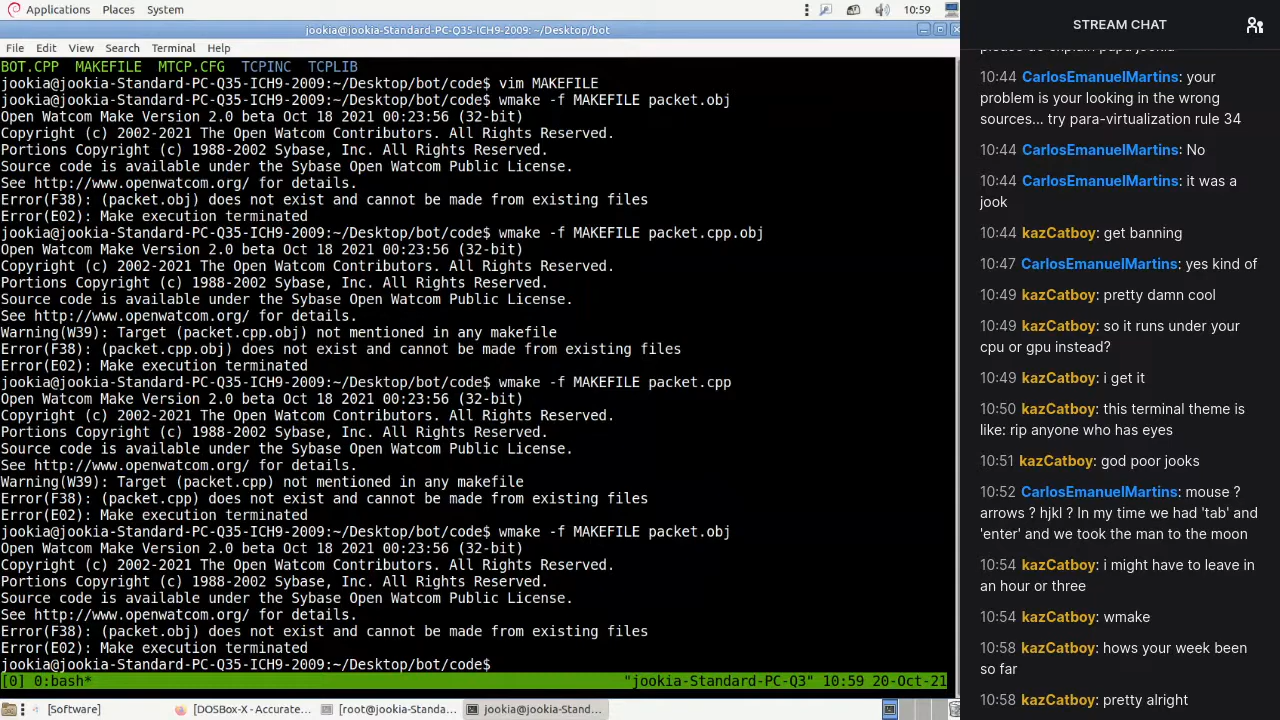 Applications Places System 10:59
jookia@jookia-Standard-PC-Q35-ICH9-2009: ~/Desktop/bot
File Edit View Search Terminal Help
BOT.CPP MAKEFILE MTCP.CFG TCPINC TCPLIB
jookia@jookia-Standard-PC-Q35-ICH9-2009:~/Desktop/bot/code$ vim MAKEFILE
jookia@jookia-Standard-PC-Q35-ICH9-2009:~/Desktop/bot/code$ wmake -f MAKEFILE packet.obj
Open Watcom Make Version 2.0 beta Oct 18 2021 00:23:56 (32-bit)
Copyright (c) 2002-2021 The Open Watcom Contributors. All Rights Reserved.
Portions Copyright (c) 1988-2002 Sybase, Inc. All Rights Reserved.
Source code is available under the Sybase Open Watcom Public License.
See http://www.openwatcom.org/ for details.
Error(F38): (packet.obj) does not exist and cannot be made from existing files
Error(E02): Make execution terminated
jookia@jookia-Standard-PC-Q35-ICH9-2009:~/Desktop/bot/code$ wmake -f MAKEFILE packet.cpp.obj
Open Watcom Make Version 2.0 beta Oct 18 2021 00:23:56 (32-bit)
Copyright (c) 2002-2021 The Open Watcom Contributors. All Rights Reserved.
Portions Copyright (c) 1988-2002 Sybase, Inc. All Rights Reserved.
Source code is available under the Sybase Open Watcom Public License.
See http://www.openwatcom.org/ for details.
Warning(W39): Target (packet.cpp.obj) not mentioned in any makefile
Error(F38): (packet.cpp.obj) does not exist and cannot be made from existing files
Error(E02): Make execution terminated
jookia@jookia-Standard-PC-Q35-ICH9-2009:~/Desktop/bot/code$ wmake -f MAKEFILE packet.cpp
Open Watcom Make Version 2.0 beta Oct 18 2021 00:23:56 (32-bit)
Copyright (c) 2002-2021 The Open Watcom Contributors. All Rights Reserved.
Portions Copyright (c) 1988-2002 Sybase, Inc. All Rights Reserved.
Source code is available under the Sybase Open Watcom Public License.
See http://www.openwatcom.org/ for details.
Warning(W39): Target (packet.cpp) not mentioned in any makefile
Error(F38): (packet.cpp) does not exist and cannot be made from existing files
Error(E02): Make execution terminated
jookia@jookia-Standard-PC-Q35-ICH9-2009:~/Desktop/bot/code$ wmake -f MAKEFILE packet.obj
Open Watcom Make Version 2.0 beta Oct 18 2021 00:23:56 (32-bit)
Copyright (c) 2002-2021 The Open Watcom Contributors. All Rights Reserved.
Portions Copyright (c) 1988-2002 Sybase, Inc. All Rights Reserved.
Source code is available under the Sybase Open Watcom Public License.
See http://www.openwatcom.org/ for details.
Error(F38): (packet.obj) does not exist and cannot be made from existing files
Error(E02): Make execution terminated
jookia@jookia-Standard-PC-Q35-ICH9-2009:~/Desktop/bot/code$
[0] 0:bash* "jookia-Standard-PC-Q3" 10:59 20-Oct-21
[Software] [DOSBox-X - Accurate... [root@jookia-Standa... jookia@jookia-Stand...
STREAM CHAT
please do explain papa jookia
10:44 CarlosEmanuelMartins: your
problem is your looking in the wrong
sources... try para-virtualization rule 34
10:44 CarlosEmanuelMartins: No
10:44 CarlosEmanuelMartins: it was a
jook
10:44 kazCatboy: get banning
10:47 CarlosEmanuelMartins: yes kind of
10:49 kazCatboy: pretty damn cool
10:49 kazCatboy: so it runs under your
cpu or gpu instead?
10:49 kazCatboy: i get it
10:50 kazCatboy: this terminal theme is
like: rip anyone who has eyes
10:51 kazCatboy: god poor jooks
10:52 CarlosEmanuelMartins: mouse ?
arrows ? hjkl ? In my time we had 'tab' and
'enter' and we took the man to the moon
10:54 kazCatboy: i might have to leave in
an hour or three
10:54 kazCatboy: wmake
10:58 kazCatboy: hows your week been
so far
10:58 kazCatboy: pretty alright